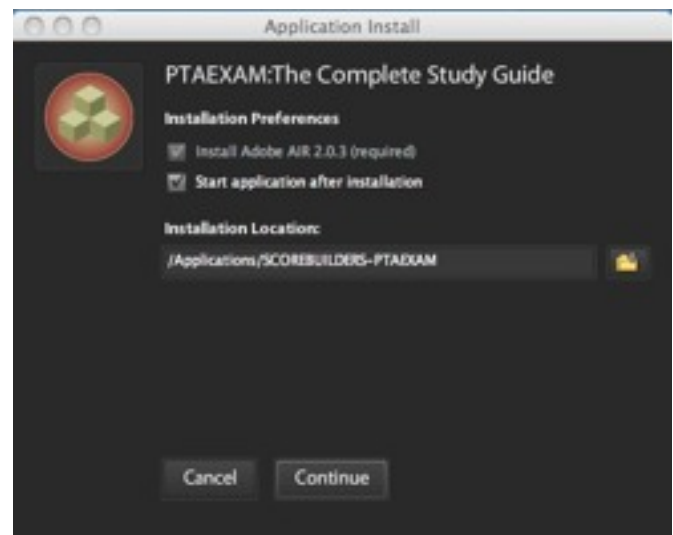 Application Install
PTAEXAM:The Complete Study Guide
Installation Preferences
Install Adobe AIR 2.0.3 (required)
Start application after installation
Installation Location:
/Applications/SCOREBUILDERS-PTAEXAM
Cancel
Continue